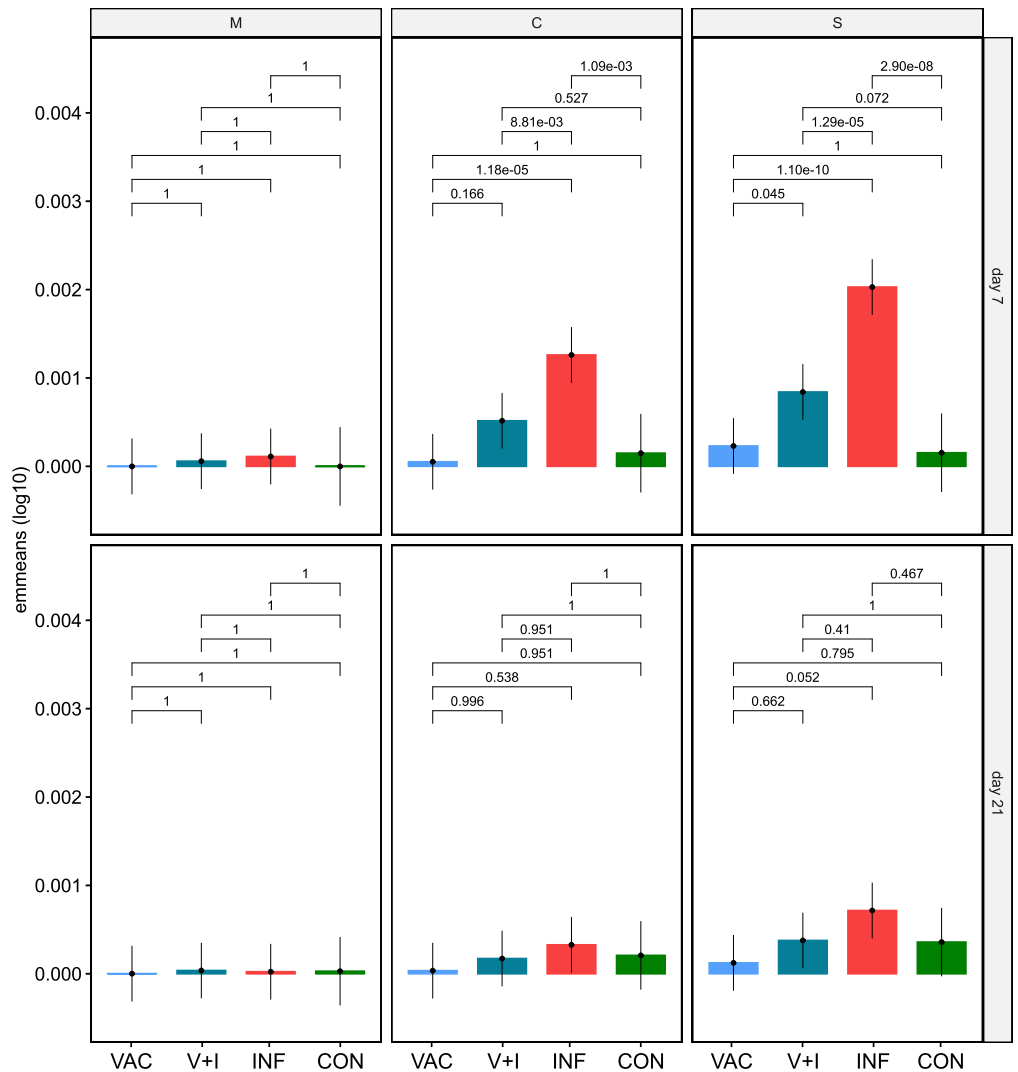 M C S
1 1.09e-03 2.90e-08
0.004 1 0.527 0.072
1 8.81e-03 1.29e-05
1 1 1
1 1.18e-05 1.10e-10
0.003 1 0.166 0.045
0.002
0.001
0.000
day 7
emmeans (log10)
1 1 0.467
0.004 1 1 1
1 0.951 0.41
1 0.951 0.795
1 0.538 0.052
0.003 1 0.996 0.662
0.002
0.001
0.000
day 21
VAC V+I INF CON VAC V+I INF CON VAC V+I INF CON